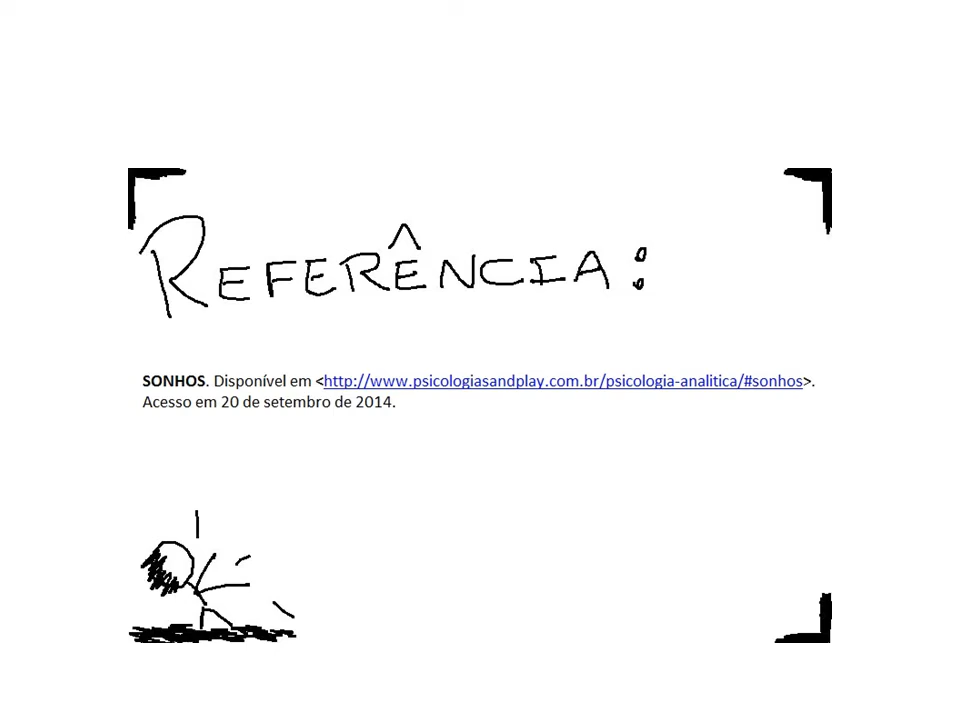 REFERÊNCIA:
SONHOS. Disponível em <http://www.psicologiasandplay.com.br/psicologia-analitica/#sonhos>.
Acesso em 20 de setembro de 2014.